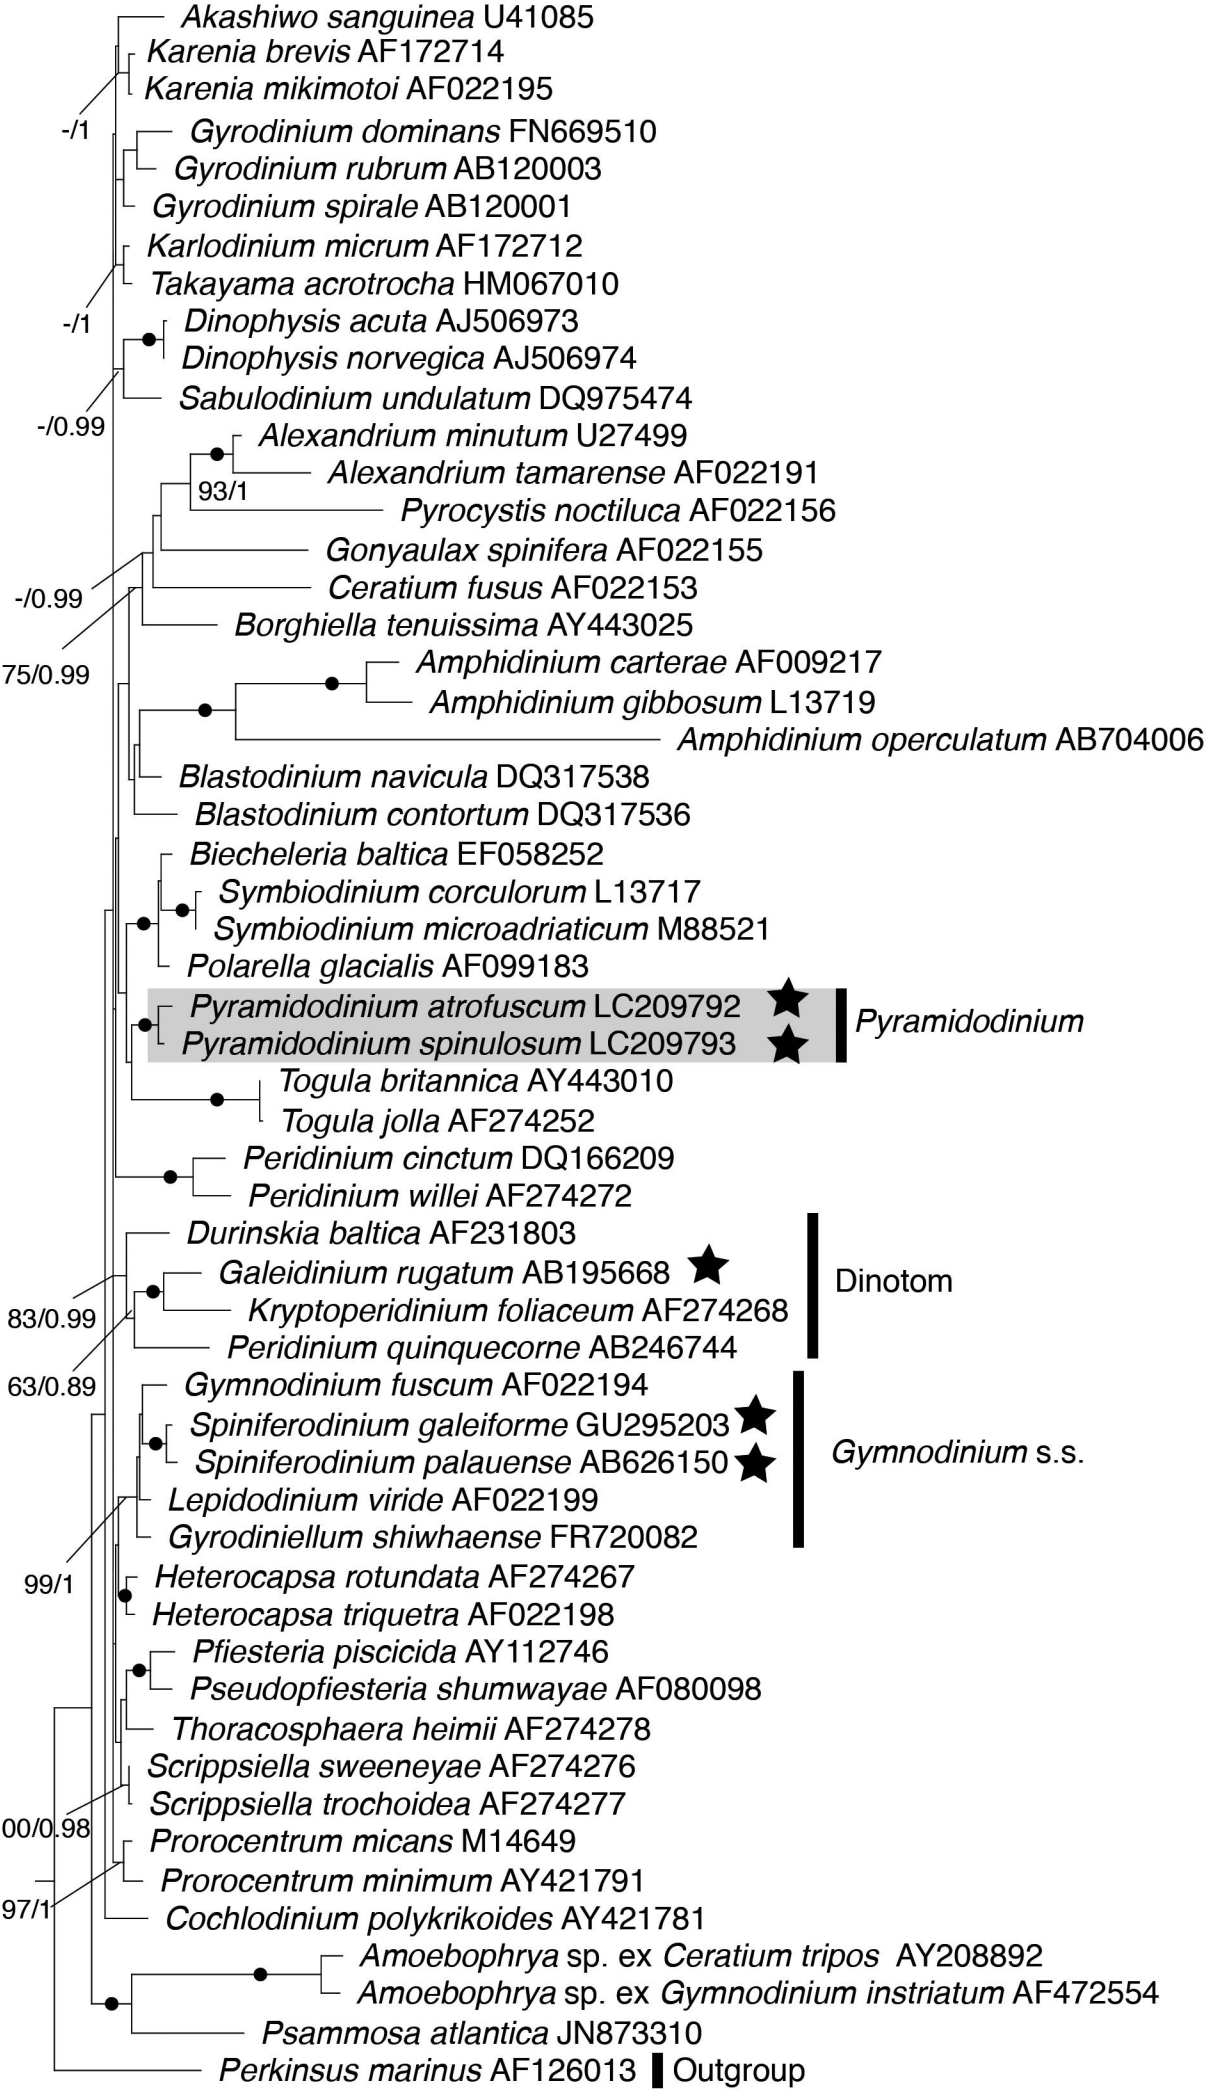 Akashiwo sanguinea U41085
Karenia brevis AF172714
Karenia mikimotoi AF022195
-/1
Gyrodinium dominans FN669510
Gyrodinium rubrum AB120003
Gyrodinium spirale AB120001
Karlodinium micrum AF172712
Takayama acrotrocha HM067010
-/1
Dinophysis acuta AJ506973
Dinophysis norvegica AJ506974
Sabulodinium undulatum DQ975474
-/0.99
Alexandrium minutum U27499
Alexandrium tamarense AF022191
93/1
Pyrocystis noctiluca AF022156
Gonyaulax spinifera AF022155
Ceratium fusus AF022153
-/0.99
Borghiella tenuissima AY443025
75/0.99
Amphidinium carterae AF009217
Amphidinium gibbosum L13719
Amphidinium operculatum AB704006
Blastodinium navicula DQ317538
Blastodinium contortum DQ317536
Biecheleria baltica EF058252
Symbiodinium corculorum L13717
Symbiodinium microadriaticum M88521
Polarella glacialis AF099183
Pyramidodinium atrofuscum LC209792
Pyramidodinium
Pyramidodinium spinulosum LC209793
Togula britannica AY443010
Togula jolla AF274252
Peridinium cinctum DQ166209
Peridinium willei AF274272
Durinskia baltica AF231803
Galeidinium rugatum AB195668
Dinotom
Kryptoperidinium foliaceum AF274268
83/0.99
Peridinium quinquecorne AB246744
63/0.89
Gymnodinium fuscum AF022194
Spiniferodinium galeiforme GU295203
Gymnodinium s.s.
Spiniferodinium palauense AB626150
Lepidodinium viride AF022199
Gyrodiniellum shiwhaense FR720082
99/1
Heterocapsa rotundata AF274267
Heterocapsa triquetra AF022198
Pfiesteria piscicida AY112746
Pseudopfiesteria shumwayae AF080098
Thoracosphaera heimii AF274278
Scrippsiella sweeneyae AF274276
Scrippsiella trochoidea AF274277
00/0.98
Prorocentrum micans M14649
Prorocentrum minimum AY421791
97/1
Cochlodinium polykrikoides AY421781
Amoebophrya sp. ex Ceratium tripos AY208892
Amoebophrya sp. ex Gymnodinium instriatum AF472554
Psammosa atlantica JN873310
Perkinsus marinus AF126013
Outgroup